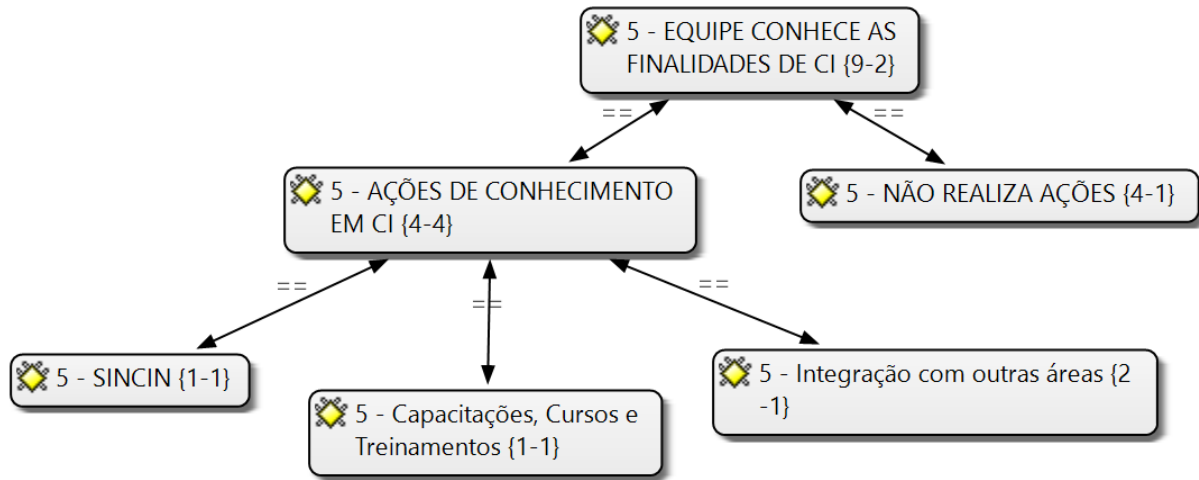 5 - EQUIPE CONHECE AS
FINALIDADES DE CI {9-2}
==
==
5 - AÇÕES DE CONHECIMENTO
EM CI {4-4}
5 - NÃO REALIZA AÇÕES {4-1}
==
==
==
5 - SINCIN {1-1}
5 - Capacitações, Cursos e
Treinamentos {1-1}
5 - Integração com outras áreas {2
-1}